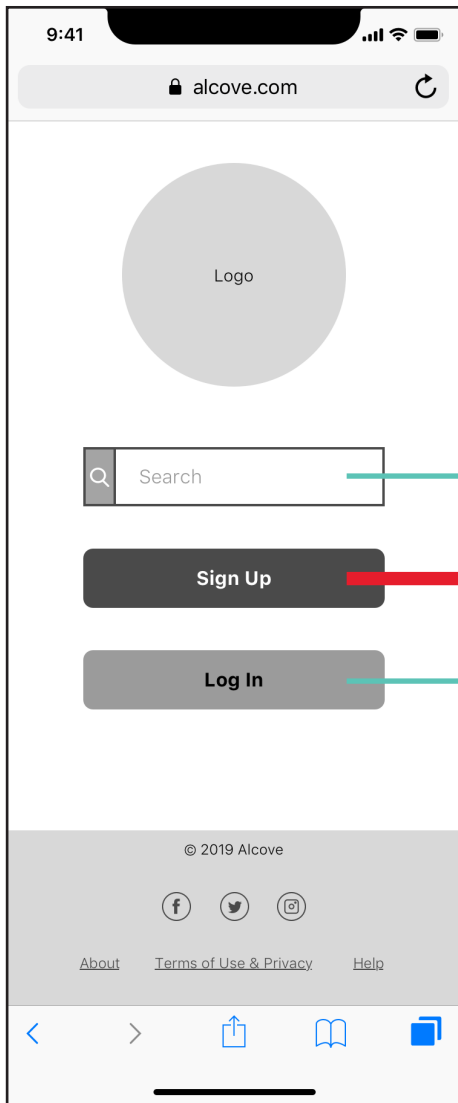 9:41
alcove.com
Logo
Search
Sign Up
Log In
© 2019 Alcove
About Terms of Use & Privacy Help